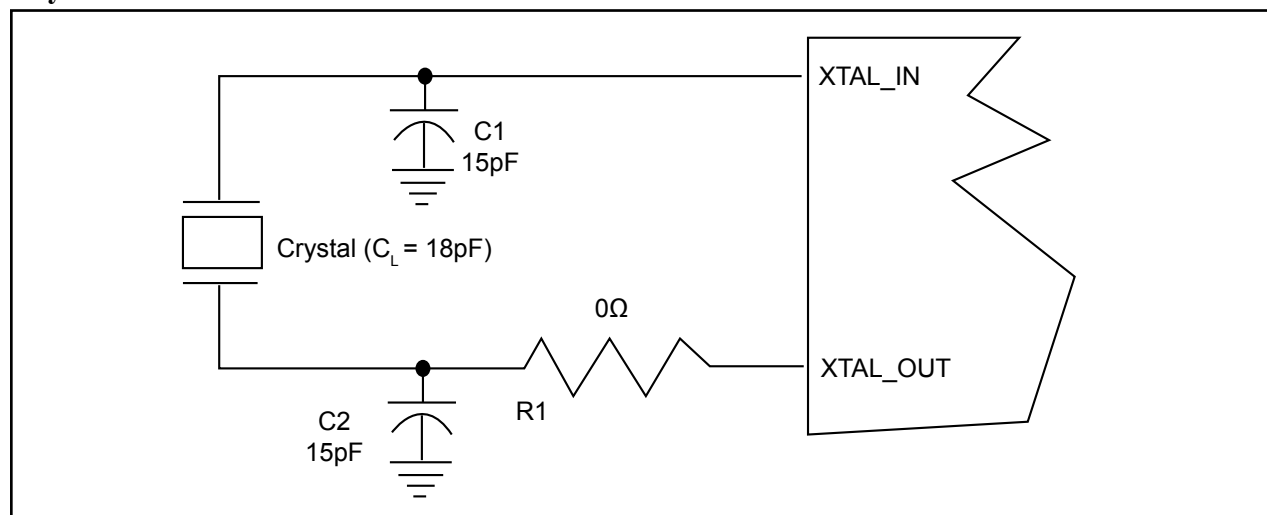 XTAL_IN
C1
15pF
Crystal (C_L = 18pF)
0Ω
XTAL_OUT
R1
C2
15pF